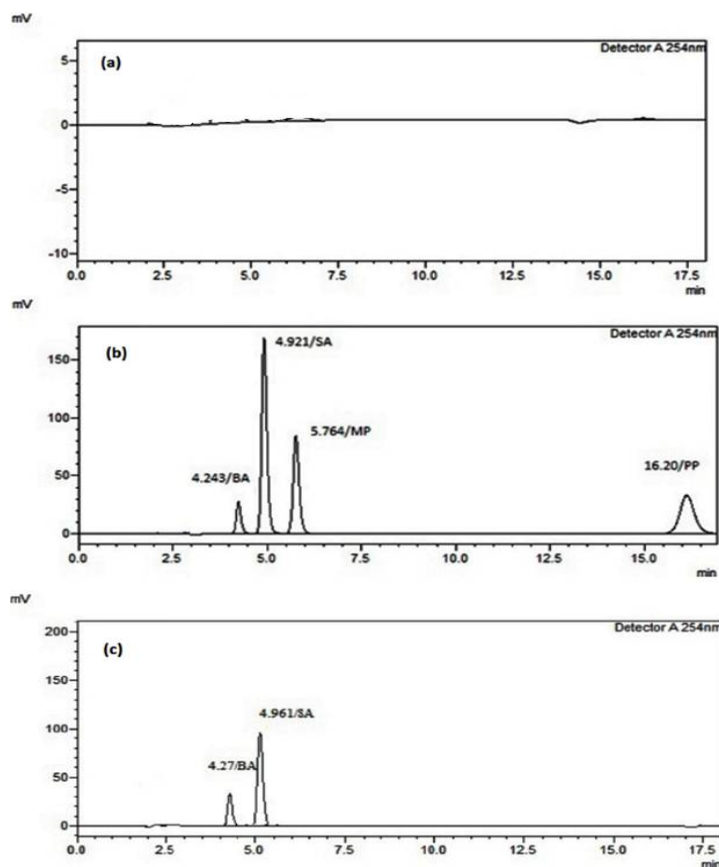 mV
Detector A 254nm
(a)
5
0
-5
-10
0.0 2.5 5.0 7.5 10.0 12.5 15.0 17.5
min
mV
Detector A 254nm
(b)
4.921/SA
150
100
5.764/MP
4.243/BA
16.20/PP
50
0
0.0 2.5 5.0 7.5 10.0 12.5 15.0
min
mV
Detector A 254nm
200
(c)
150
4.961/SA
100
4.27/BA
50
0
0.0 2.5 5.0 7.5 10.0 12.5 15.0 17.5
min